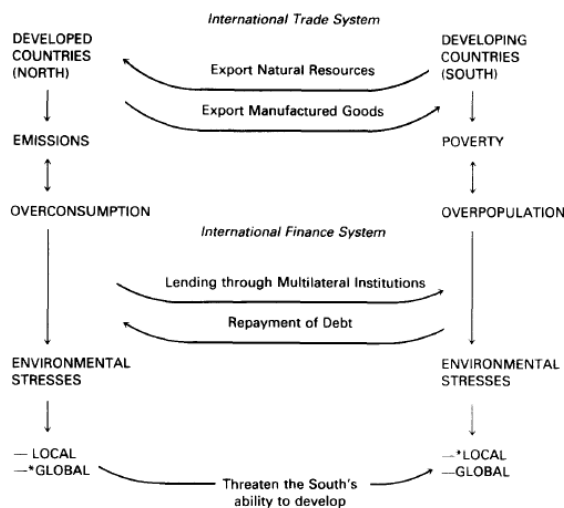 International Trade System
DEVELOPED
COUNTRIES
(NORTH)
DEVELOPING
COUNTRIES
(SOUTH)
Export Natural Resources
Export Manufactured Goods
EMISSIONS
POVERTY
OVERCONSUMPTION
OVERPOPULATION
International Finance System
Lending through Multilateral Institutions
Repayment of Debt
ENVIRONMENTAL
STRESSES
ENVIRONMENTAL
STRESSES
— LOCAL
—*GLOBAL
—*LOCAL
—GLOBAL
Threaten the South's
ability to develop